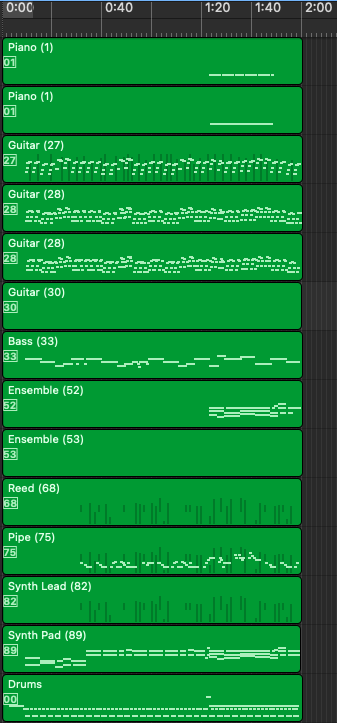 0:00 0:40 1:20 1:40 2:00
Piano (1)
01
Piano (1)
01
Guitar (27)
27
Guitar (28)
28
Guitar (28)
28
Guitar (30)
30
Bass (33)
33
Ensemble (52)
52
Ensemble (53)
53
Reed (68)
68
Pipe (75)
75
Synth Lead (82)
82
Synth Pad (89)
89
Drums
00